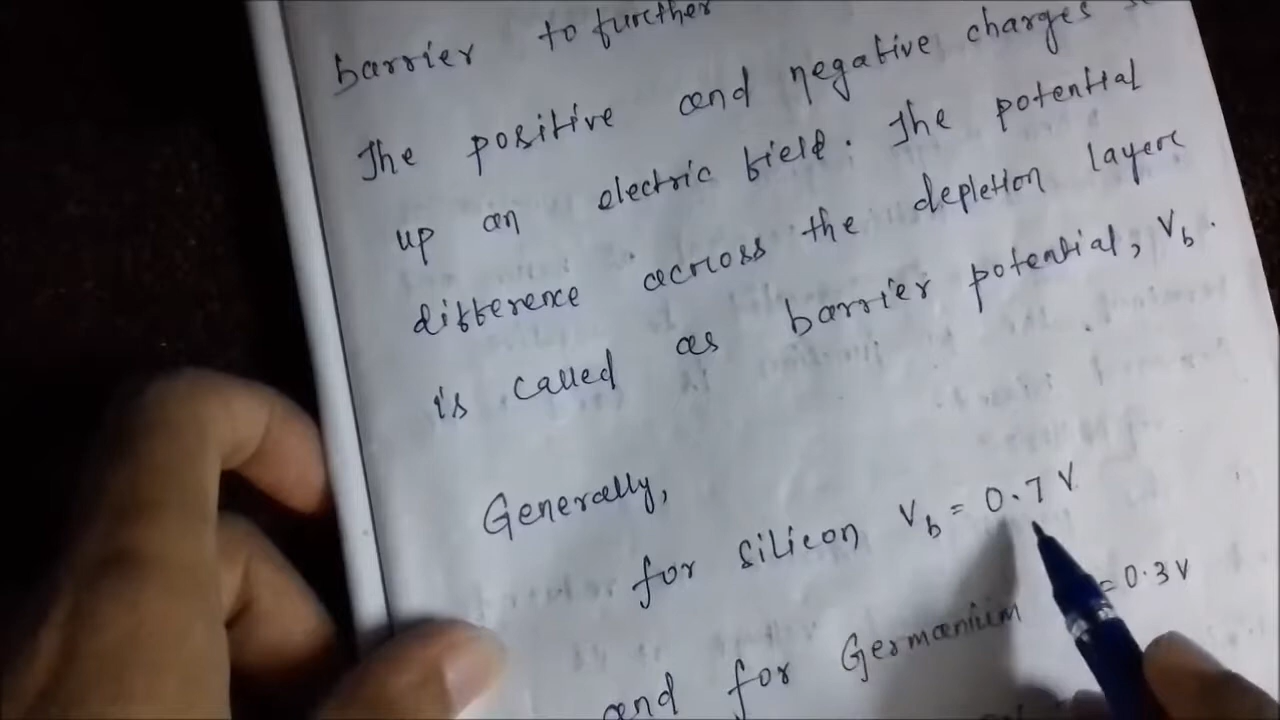 barrier to further
The positive and negative charges
up an electric field. The potential
difference across the depletion layer
is called as barrier potential, Vb.
Generally,
for silicon Vb = 0.7 V
and for Germanium = 0.3 V